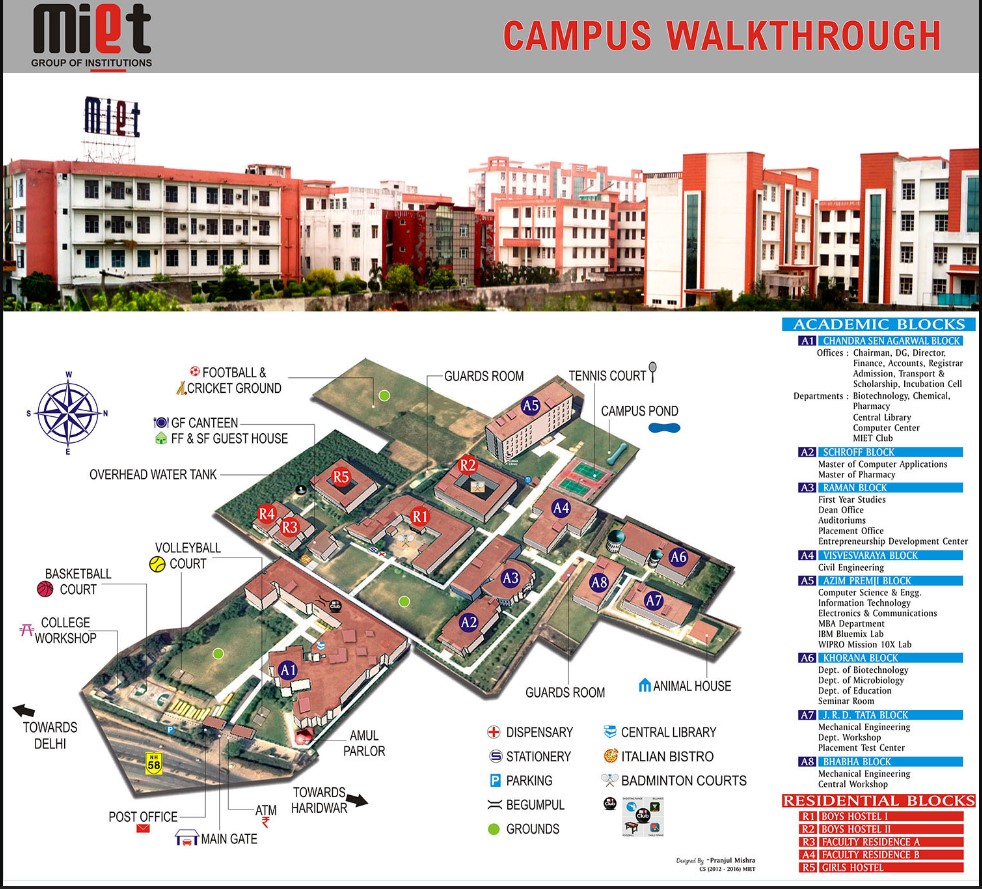 miet
GROUP OF INSTITUTIONS
CAMPUS WALKTHROUGH
miet
ACADEMIC BLOCKS
A1 CHANDRA SEN AGARWAL BLOCK
Offices : Chairman, DG, Director,
Finance, Accounts, Registrar
Admission, Transport &
Scholarship, Incubation Cell
Departments : Biotechnology, Chemical,
Pharmacy
Central Library
Computer Center
MIET Club
A2 SCHROFF BLOCK
Master of Computer Applications
Master of Pharmacy
A3 RAMAN BLOCK
First Year Studies
Dean Office
Auditoriums
Placement Office
Entrepreneurship Development Center
A4 VISVESVARAYA BLOCK
Civil Engineering
A5 AZIM PREMJI BLOCK
Computer Science & Engg.
Information Technology
Electronics & Communications
MBA Department
IBM Bluemix Lab
WIPRO Mission 10X Lab
A6 KHORANA BLOCK
Dept. of Biotechnology
Dept. of Microbiology
Dept. of Education
Seminar Room
A7 J. R. D. TATA BLOCK
Mechanical Engineering
Dept. Workshop
Placement Test Center
A8 BHABHA BLOCK
Mechanical Engineering
Central Workshop
RESIDENTIAL BLOCKS
R1 BOYS HOSTEL I
R2 BOYS HOSTEL II
R3 FACULTY RESIDENCE A
A4 FACULTY RESIDENCE B
R5 GIRLS HOSTEL
W
S
N
E
FOOTBALL &
CRICKET GROUND
GUARDS ROOM
TENNIS COURT
CAMPUS POND
GF CANTEEN
FF & SF GUEST HOUSE
OVERHEAD WATER TANK
A5
R2
R5
R4
R3
R1
A4
A6
A3
A8
A7
A2
A1
VOLLEYBALL
COURT
BASKETBALL
COURT
COLLEGE
WORKSHOP
Club
TOWARDS
DELHI
P
NH
58
POST OFFICE
MAIN GATE
ATM
₹
TOWARDS
HARIDWAR
AMUL
PARLOR
GUARDS ROOM
ANIMAL HOUSE
DISPENSARY
S STATIONERY
P PARKING
BEGUMPUL
GROUNDS
CENTRAL LIBRARY
ITALIAN BISTRO
BADMINTON COURTS
Club
Club
Designed By ~Pranjul Mishra
CS (2012 - 2016) MIET